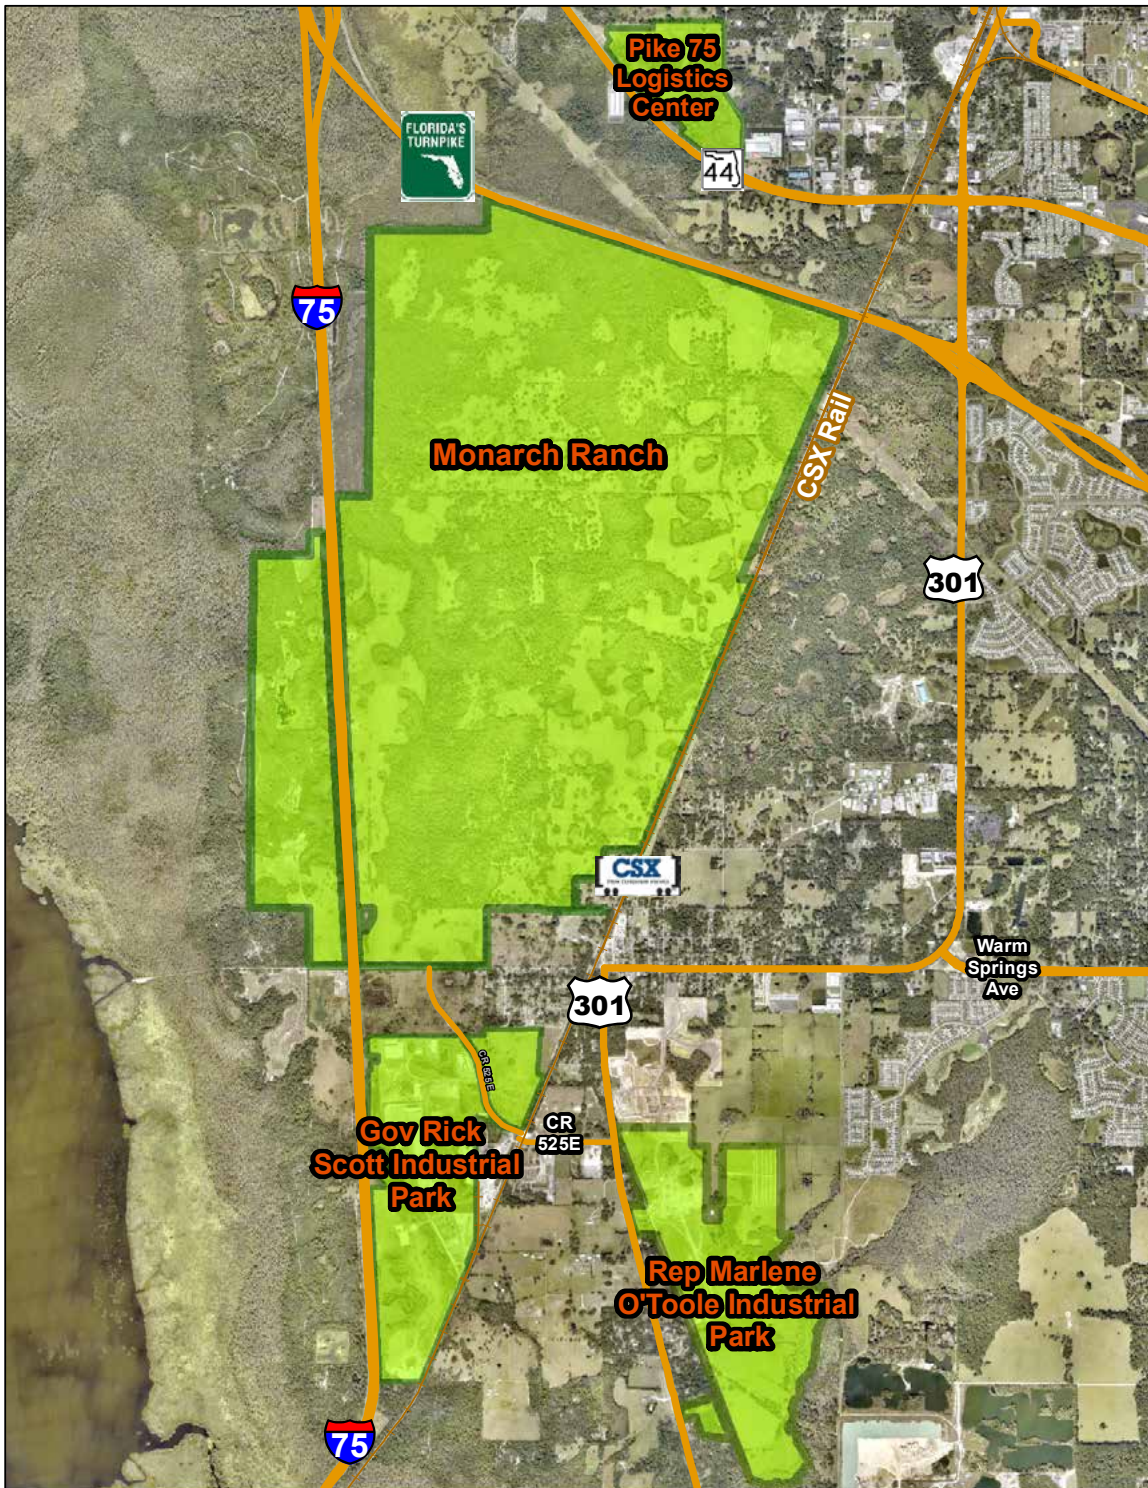 Pike 75
Logistics
Center
FLORIDA'S
TURNPIKE
44
75
Monarch Ranch
CSX Rail
301
CSX
Warm
Springs
Ave
301
CR 525E
CR
525E
Gov Rick
Scott Industrial
Park
Rep Marlene
O'Toole Industrial
Park
75